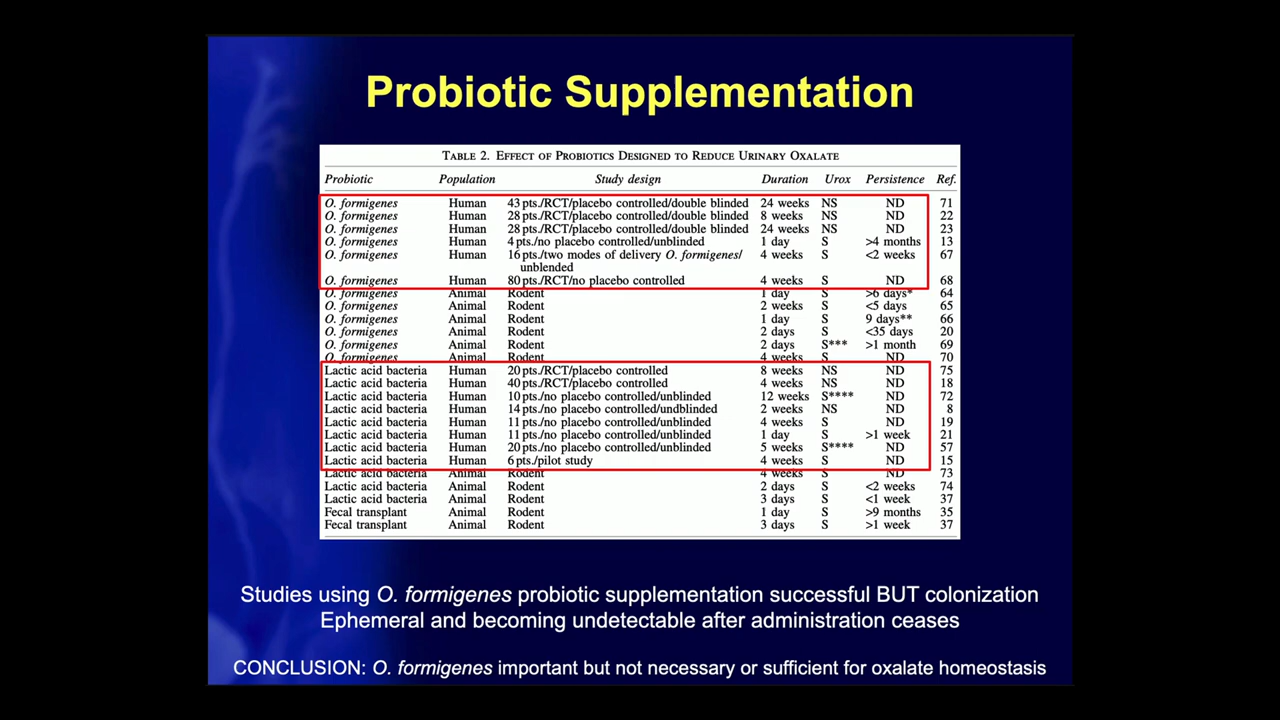 Probiotic Supplementation
TABLE 2. EFFECT OF PROBIOTICS DESIGNED TO REDUCE URINARY OXALATE
Probiotic Population Study design Duration Urox Persistence Ref.
O. formigenes Human 43 pts./RCT/placebo controlled/double blinded 24 weeks NS ND 71
O. formigenes Human 28 pts./RCT/placebo controlled/double blinded 8 weeks NS ND 22
O. formigenes Human 28 pts./RCT/placebo controlled/double blinded 24 weeks NS ND 23
O. formigenes Human 4 pts./no placebo controlled/unblinded 1 day S >4 months 13
O. formigenes Human 16 pts./two modes of delivery O. formigenes/ 4 weeks S <2 weeks 67
unblended
O. formigenes Human 80 pts./RCT/no placebo controlled 4 weeks S ND 68
O. formigenes Animal Rodent 1 day S >6 days* 64
O. formigenes Animal Rodent 2 weeks S <5 days 65
O. formigenes Animal Rodent 1 day S 9 days** 66
O. formigenes Animal Rodent 2 days S <35 days 20
O. formigenes Animal Rodent 2 days S*** >1 month 69
O. formigenes Animal Rodent 4 weeks S ND 70
Lactic acid bacteria Human 20 pts./RCT/placebo controlled 8 weeks NS ND 75
Lactic acid bacteria Human 40 pts./RCT/placebo controlled 4 weeks NS ND 18
Lactic acid bacteria Human 10 pts./no placebo controlled/unblinded 12 weeks S**** ND 72
Lactic acid bacteria Human 14 pts./no placebo controlled/undblinded 2 weeks NS ND 8
Lactic acid bacteria Human 11 pts./no placebo controlled/unblinded 4 weeks S ND 19
Lactic acid bacteria Human 11 pts./no placebo controlled/unblinded 1 day S >1 week 21
Lactic acid bacteria Human 20 pts./no placebo controlled/unblinded 5 weeks S**** ND 57
Lactic acid bacteria Human 6 pts./pilot study 4 weeks S ND 15
Lactic acid bacteria Animal Rodent 4 weeks S ND 73
Lactic acid bacteria Animal Rodent 2 days S <2 weeks 74
Lactic acid bacteria Animal Rodent 3 days S <1 week 37
Fecal transplant Animal Rodent 1 day S >9 months 35
Fecal transplant Animal Rodent 3 days S >1 week 37
Studies using O. formigenes probiotic supplementation successful BUT colonization
Ephemeral and becoming undetectable after administration ceases
CONCLUSION: O. formigenes important but not necessary or sufficient for oxalate homeostasis